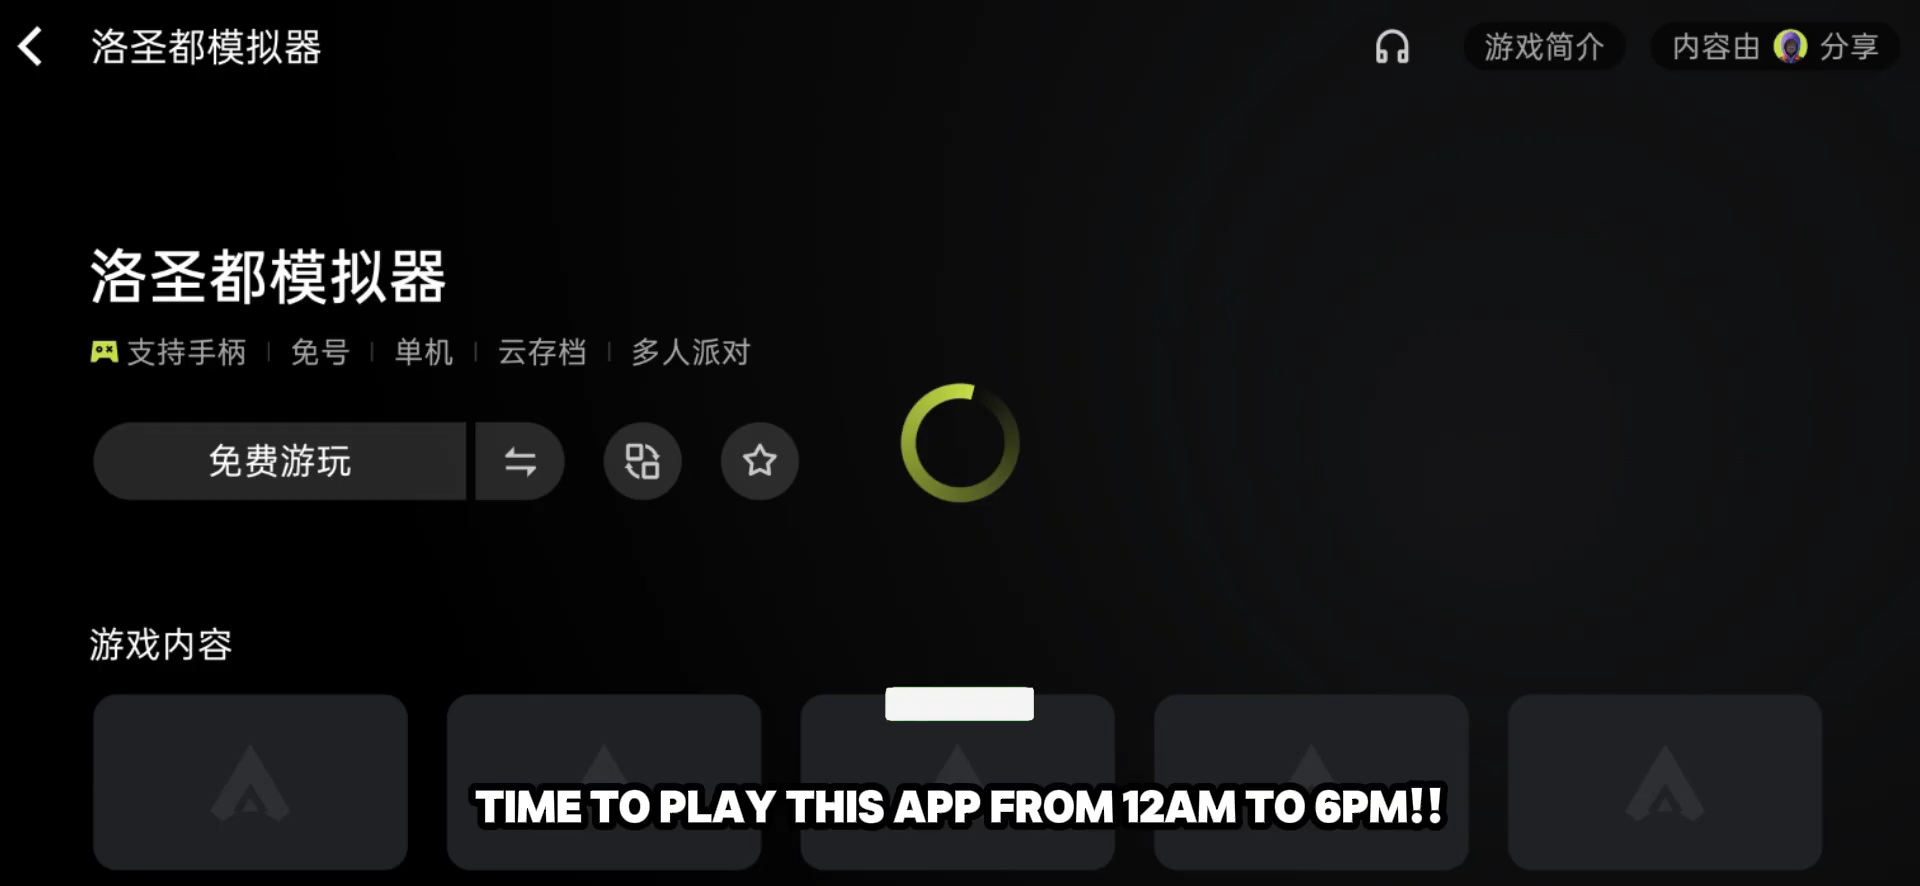 洛圣都模拟器
游戏简介
内容由 分享
洛圣都模拟器
支持手柄 | 免号 | 单机 | 云存档 | 多人派对
免费游玩
游戏内容
TIME TO PLAY THIS APP FROM 12AM TO 6PM!!